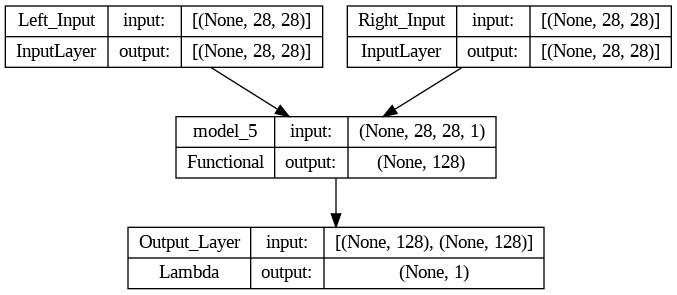 Left_Input input: [(None, 28, 28)]
InputLayer output: [(None, 28, 28)]
Right_Input input: [(None, 28, 28)]
InputLayer output: [(None, 28, 28)]
model_5 input: (None, 28, 28, 1)
Functional output: (None, 128)
Output_Layer input: [(None, 128), (None, 128)]
Lambda output: (None, 1)